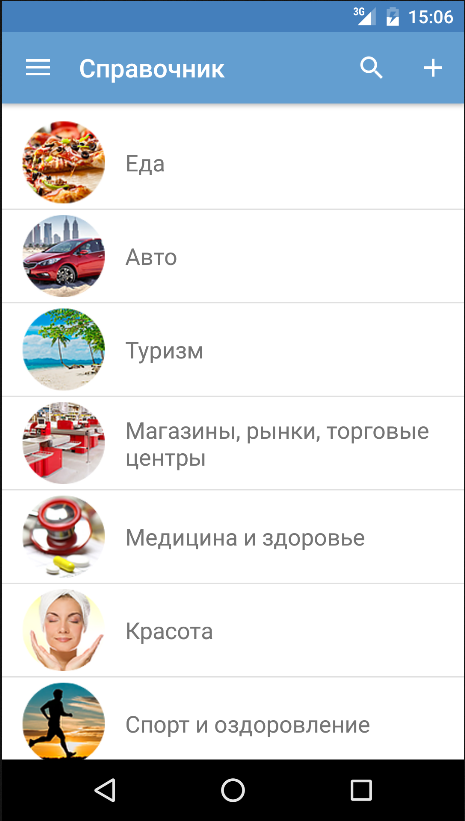 3G 15:06
Справочник
Еда
Авто
Туризм
Магазины, рынки, торговые
центры
Медицина и здоровье
Красота
Спорт и оздоровление